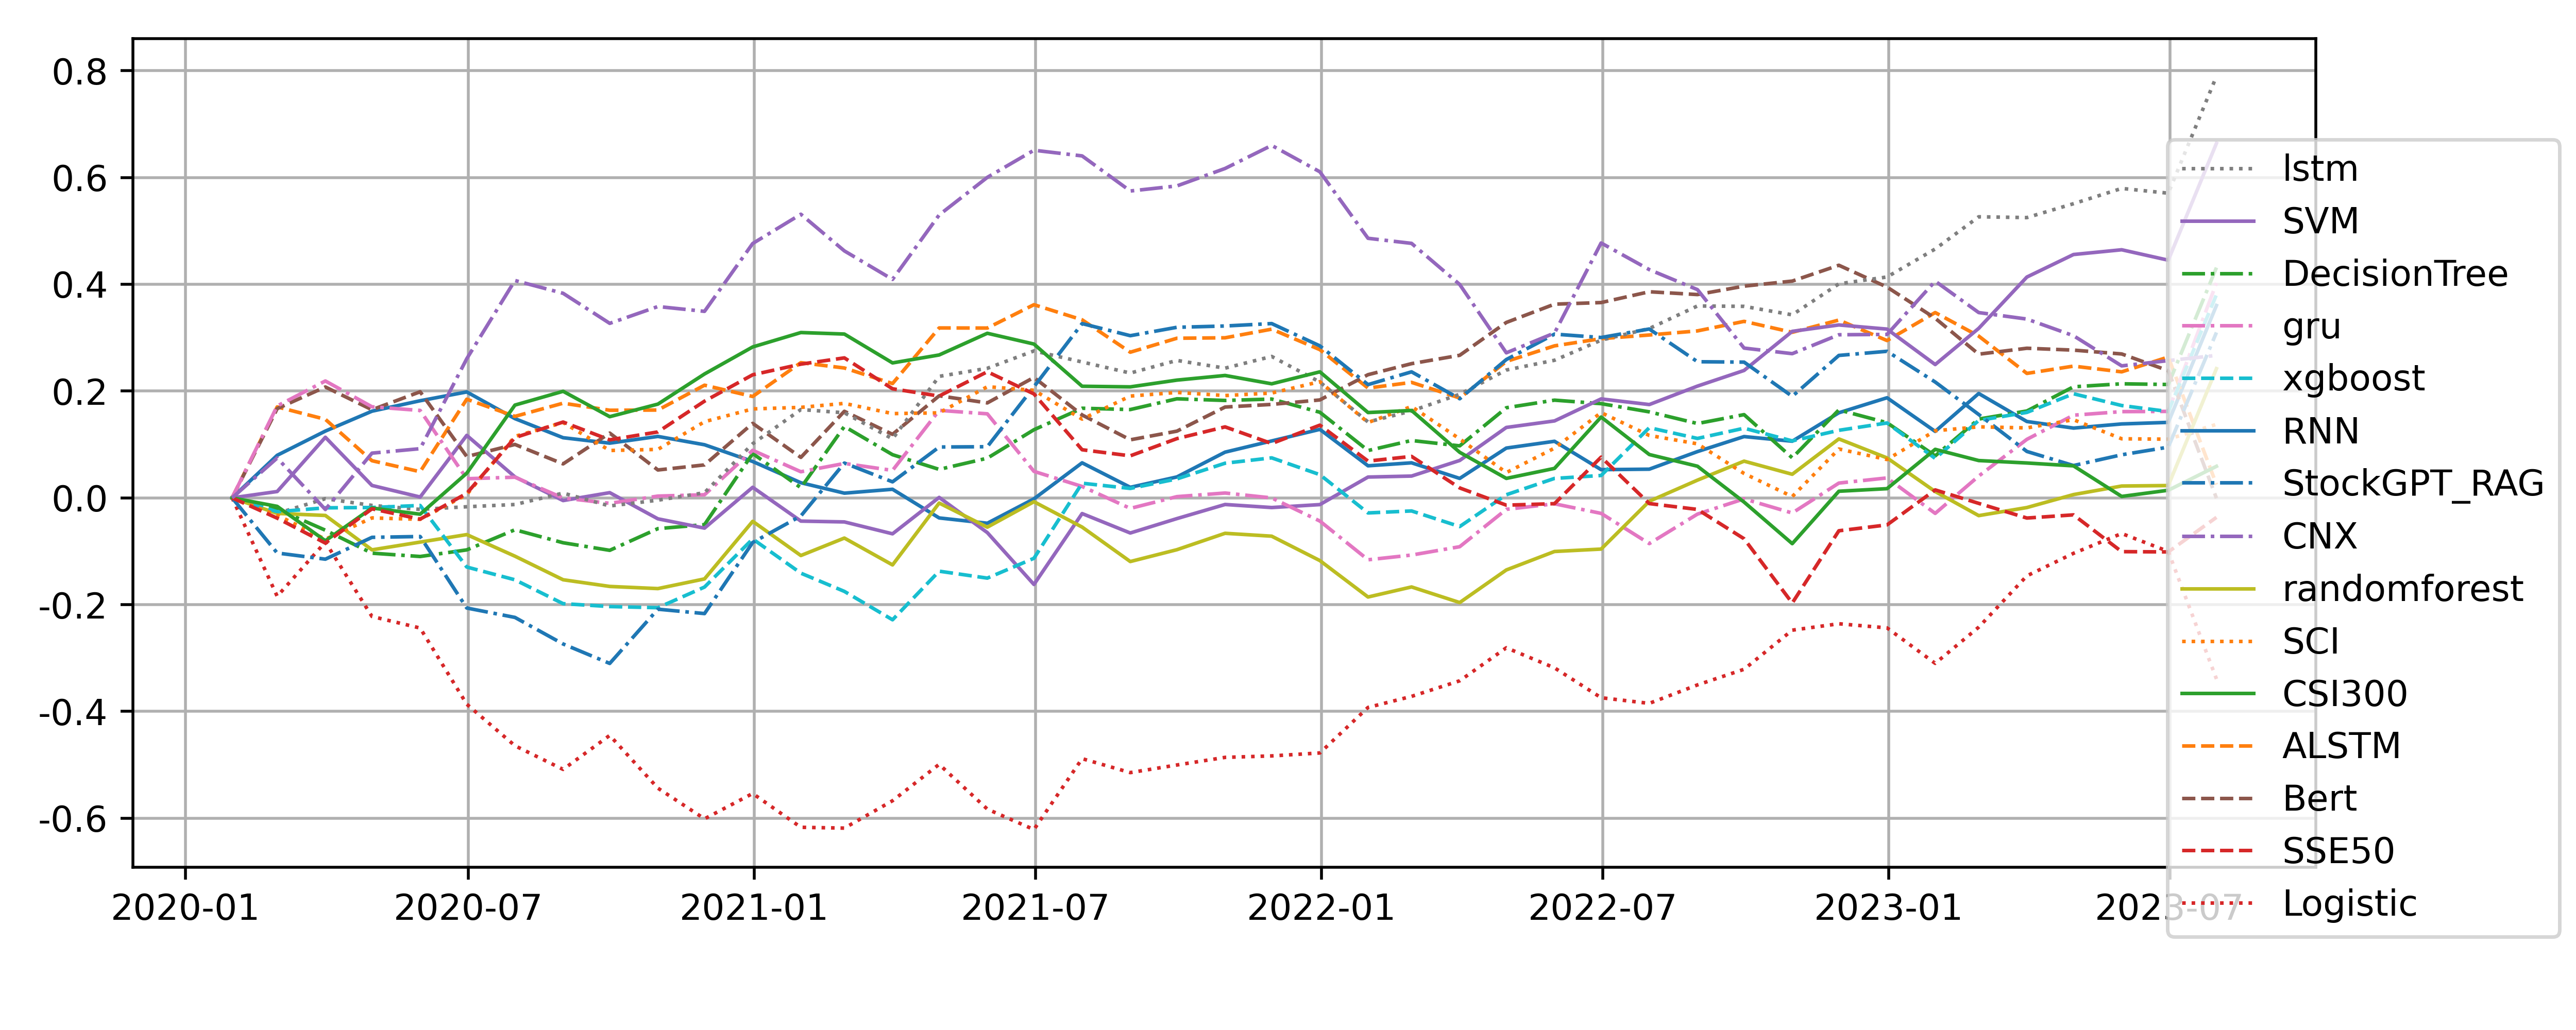 0.8
0.6
0.4
0.2
0.0
-0.2
-0.4
-0.6
2020-01 2020-07 2021-01 2021-07 2022-01 2022-07 2023-01 2023-07
lstm
SVM
DecisionTree
gru
xgboost
RNN
StockGPT_RAG
CNX
randomforest
SCI
CSI300
ALSTM
Bert
SSE50
Logistic